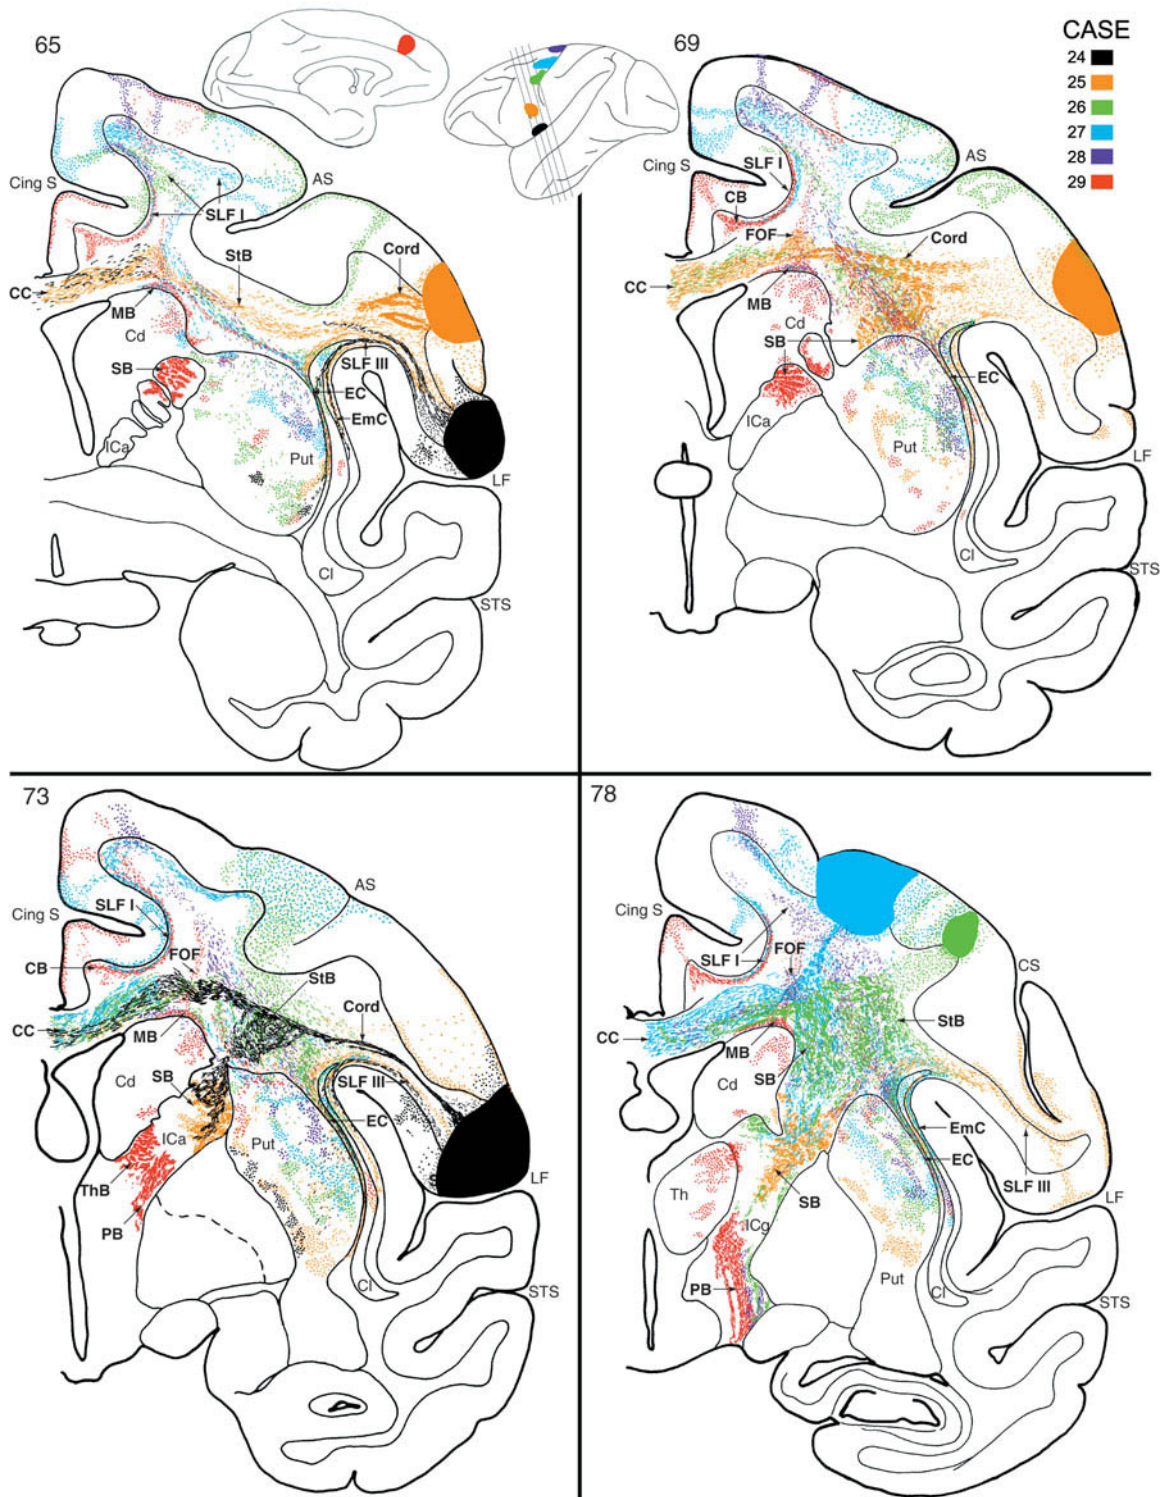 65
69
CASE
24
25
26
27
28
29
Cing S
AS
SLF I
StB
Cord
CC
MB
Cd
SB
SLF III
EC
EmC
ICa
Put
LF
Cl
STS
AS
SLF I
CB
FOF
Cord
CC
MB
Cd
SB
EC
ICa
Put
LF
Cl
STS
73
78
AS
Cing S
SLF I
CB
FOF
StB
Cord
CC
MB
Cd
SB
SLF III
EC
ICa
Put
ThB
LF
PB
Cl
STS
Cing S
SLF I
FOF
CS
StB
CC
MB
Cd
SB
EmC
EC
Th
SB
SLF III
LF
ICg
PB
Put
Cl
STS